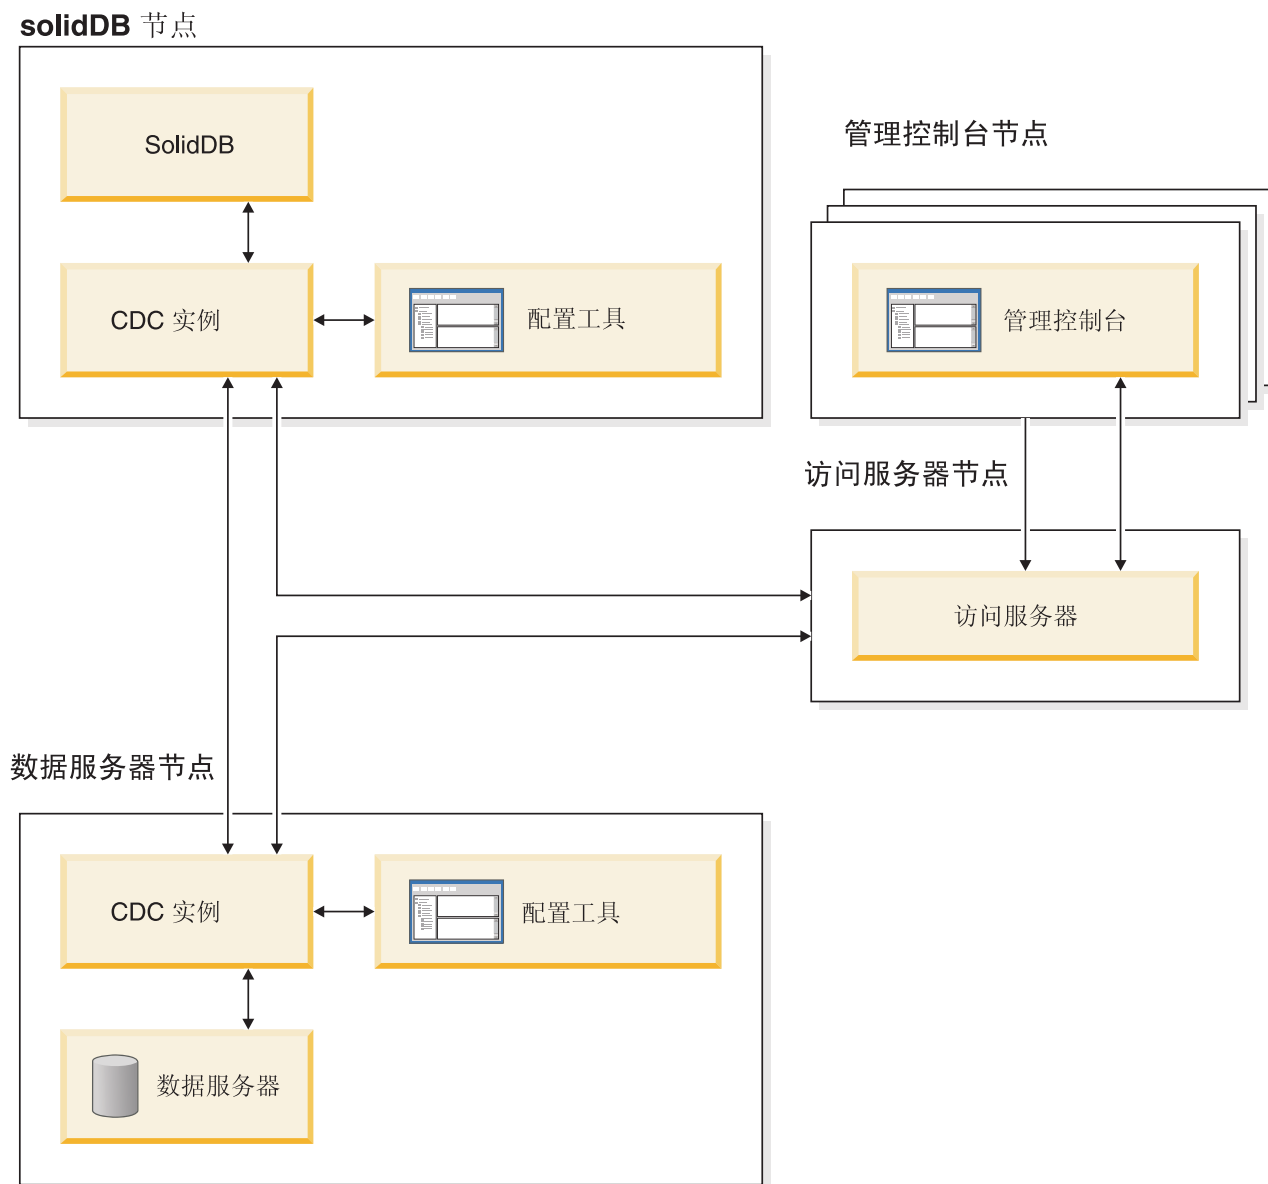 solidDB 节点
SolidDB
管理控制台节点
CDC 实例
配置工具
管理控制台
访问服务器节点
访问服务器
数据服务器节点
CDC 实例
配置工具
数据服务器